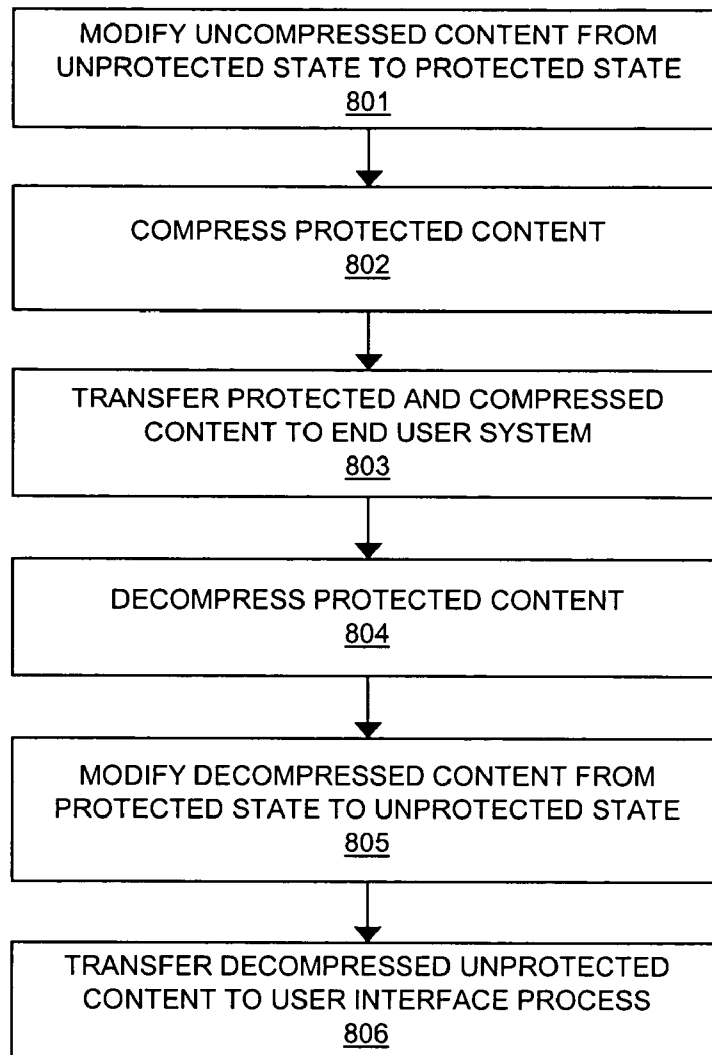 MODIFY UNCOMPRESSED CONTENT FROM
UNPROTECTED STATE TO PROTECTED STATE
801
COMPRESS PROTECTED CONTENT
802
TRANSFER PROTECTED AND COMPRESSED
CONTENT TO END USER SYSTEM
803
DECOMPRESS PROTECTED CONTENT
804
MODIFY DECOMPRESSED CONTENT FROM
PROTECTED STATE TO UNPROTECTED STATE
805
TRANSFER DECOMPRESSED UNPROTECTED
CONTENT TO USER INTERFACE PROCESS
806